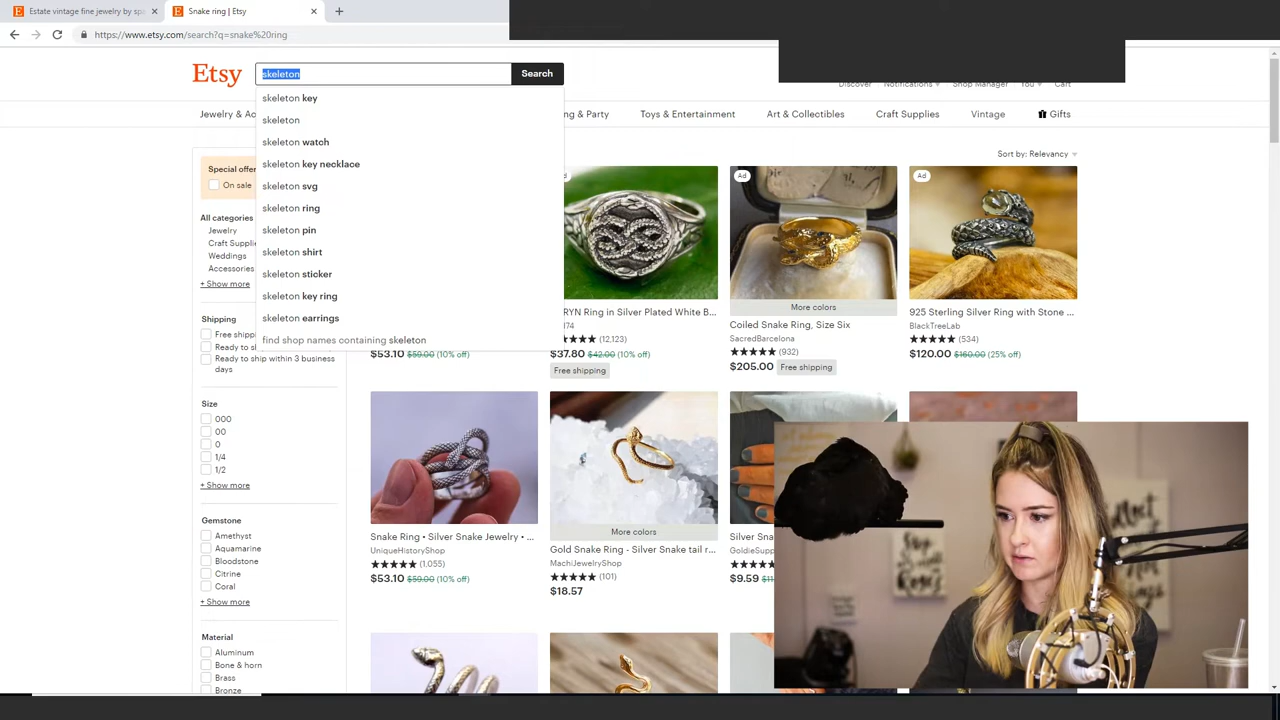 Estate vintage fine jewelry by spa
Snake ring | Etsy
https://www.etsy.com/search?q=snake%20ring
Etsy
skeleton
Search
Discover
Notifications
Shop Manager
You
Cart
Jewelry & Ac
ng & Party
Toys & Entertainment
Art & Collectibles
Craft Supplies
Vintage
Gifts
skeleton key
skeleton
skeleton watch
skeleton key necklace
skeleton svg
skeleton ring
skeleton pin
skeleton shirt
skeleton sticker
skeleton key ring
skeleton earrings
find shop names containing skeleton
Sort by: Relevancy
Special offer
On sale
All categories
Jewelry
Craft Suppli
Weddings
Accessories
+ Show more
Shipping
Free shipp
Ready to sh
Ready to ship within 3 business
days
Size
000
00
0
1/4
1/2
+ Show more
Gemstone
Amethyst
Aquamarine
Bloodstone
Citrine
Coral
+ Show more
Material
Aluminum
Bone & horn
Brass
Bronze
$53.10 $59.00 (10% off)
RYN Ring in Silver Plated White B...
174
(12,123)
$37.80 $42.00 (10% off)
Free shipping
Ad
More colors
Coiled Snake Ring, Size Six
SacredBarcelona
(932)
$205.00 Free shipping
Ad
925 Sterling Silver Ring with Stone ...
BlackTreeLab
(534)
$120.00 $160.00 (25% off)
Snake Ring • Silver Snake Jewelry • ...
UniqueHistoryShop
(1,055)
$53.10 $59.00 (10% off)
More colors
Gold Snake Ring - Silver Snake tail r...
MachiJewelryShop
(101)
$18.57
Silver Sna
GoldieSupp
$9.59